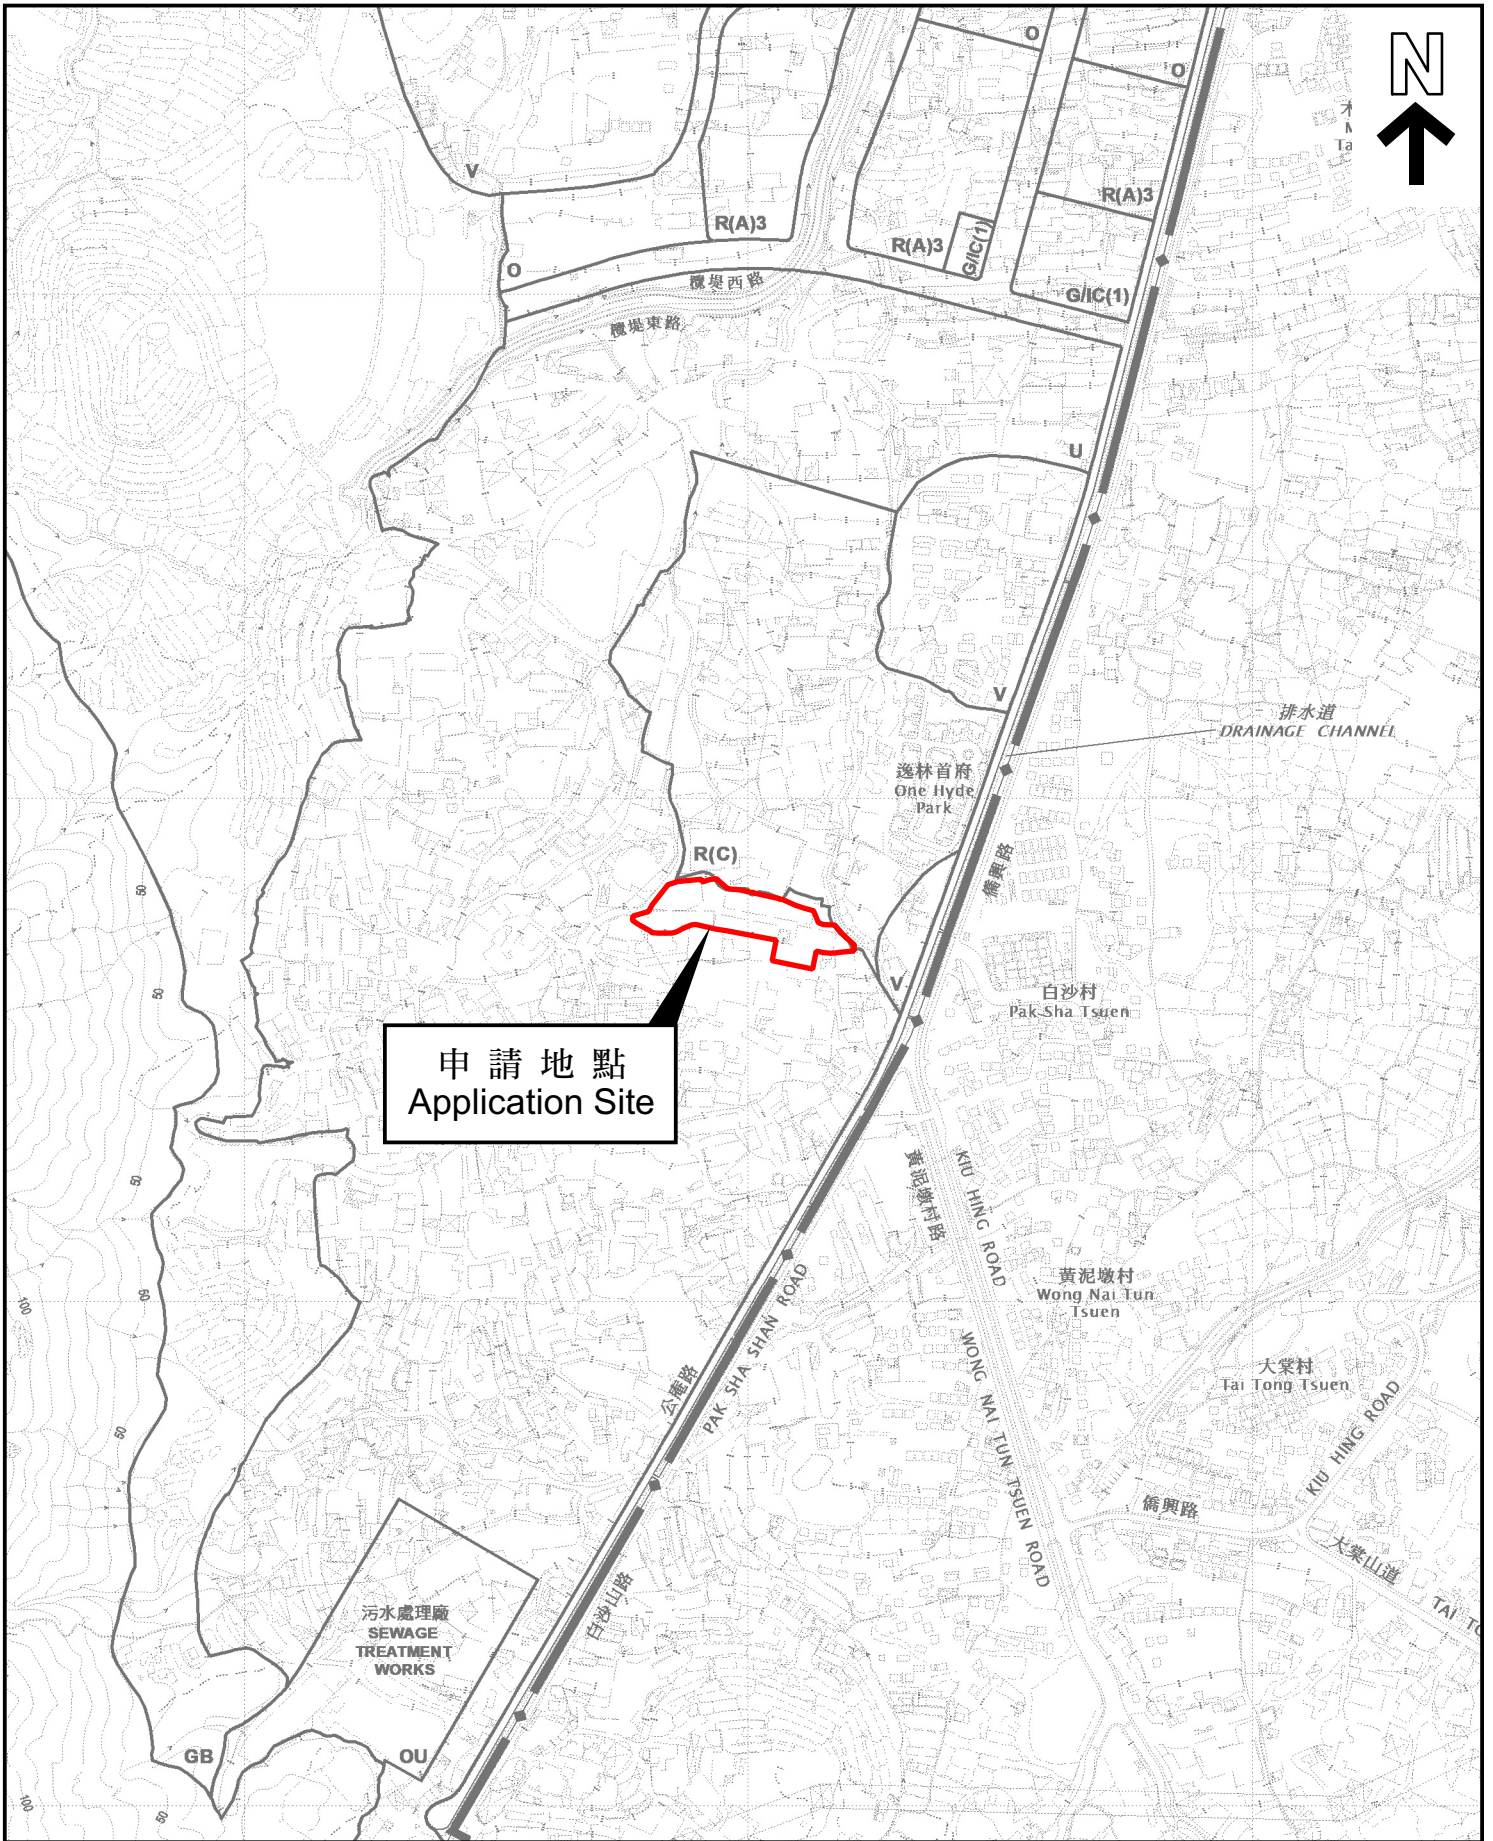 N
O
O
木
Ta
V
R(A)3
R(A)3
R(A)3
G/IC(1)
G/IC(1)
O
欖堤西路
欖堤東路
U
V
排水道
DRAINAGE CHANNEL
逸林首府
One Hyde
Park
僑興路
R(C)
50
50
V
白沙村
Pak Sha Tsuen
申請地點
Application Site
黃泥墩村路
KIU HING ROAD
50
黃泥墩村
Wong Nai Tun
Tsuen
60
100
PAK SHA SHAN ROAD
公庵路
WONG NAI TUN TSUEN ROAD
大棠村
Tai Tong Tsuen
KIU HING ROAD
50
僑興路
大棠山道
TAI TO
白沙山路
污水處理廠
SEWAGE
TREATMENT
WORKS
GB
OU
100
50